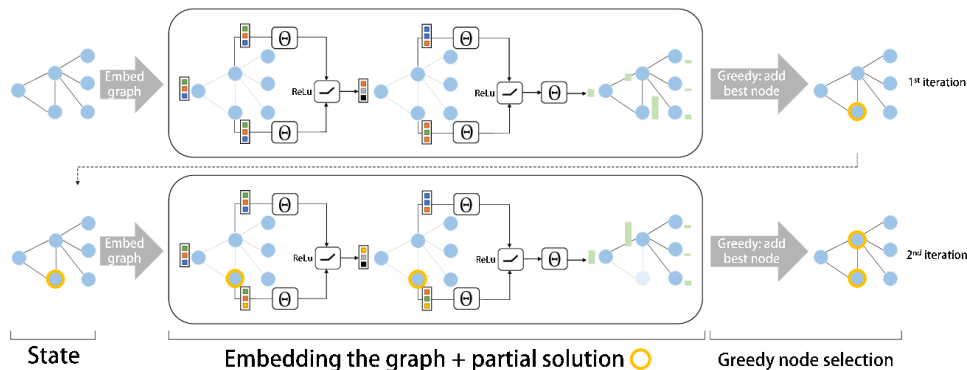 Embed
graph
Θ
ReLu
Θ
Θ
ReLu
Θ
Θ
Greedy: add
best node
1st iteration
Embed
graph
Θ
ReLu
Θ
Θ
ReLu
Θ
Θ
Greedy: add
best node
2nd iteration
State
Embedding the graph + partial solution
Greedy node selection